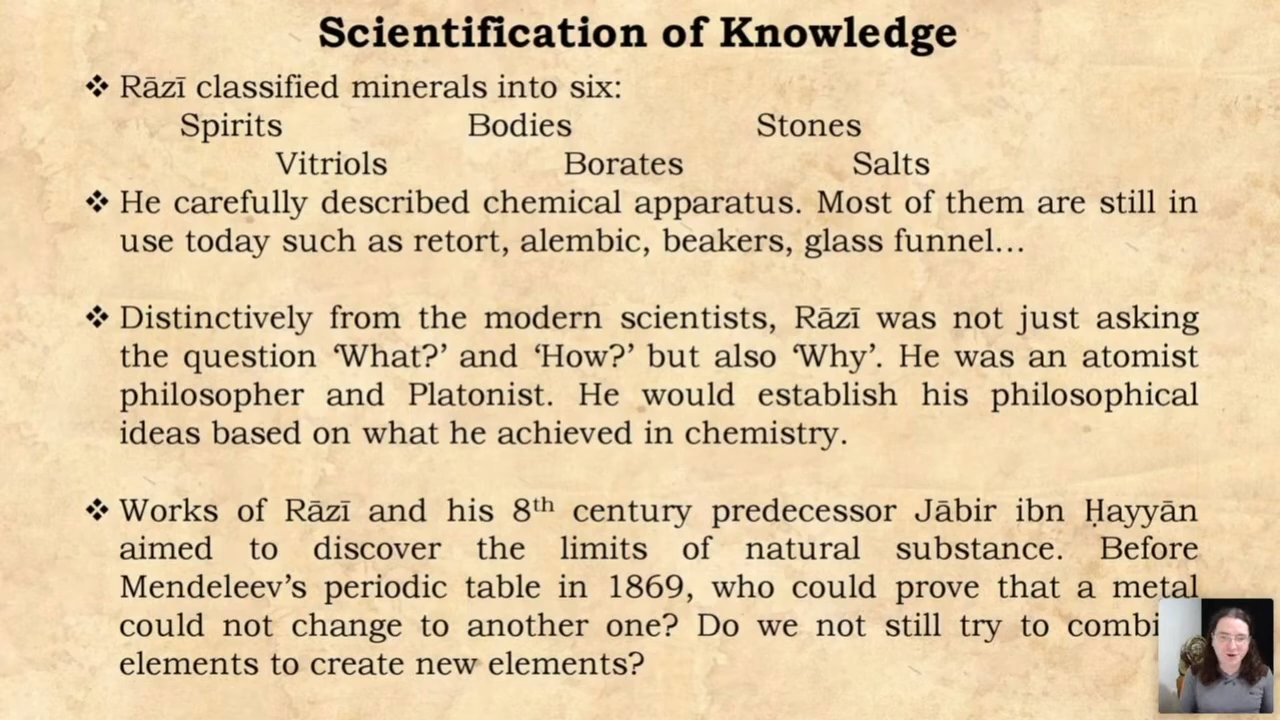 Scientification of Knowledge
❖ Rāzī classified minerals into six:
Spirits Bodies Stones
Vitriols Borates Salts
❖ He carefully described chemical apparatus. Most of them are still in
use today such as retort, alembic, beakers, glass funnel…
❖ Distinctively from the modern scientists, Rāzī was not just asking
the question ‘What?’ and ‘How?’ but also ‘Why’. He was an atomist
philosopher and Platonist. He would establish his philosophical
ideas based on what he achieved in chemistry.
❖ Works of Rāzī and his 8th century predecessor Jābir ibn Ḥayyān
aimed to discover the limits of natural substance. Before
Mendeleev’s periodic table in 1869, who could prove that a metal
could not change to another one? Do we not still try to combi
elements to create new elements?